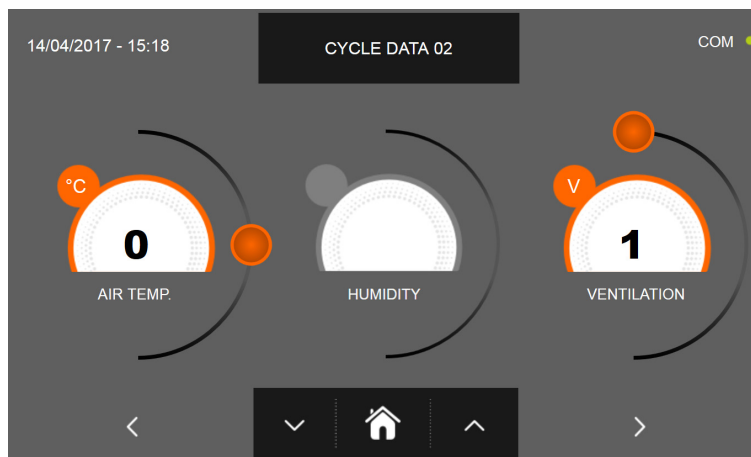 14/04/2017 - 15:18
CYCLE DATA 02
COM
°C
V
0
1
AIR TEMP.
HUMIDITY
VENTILATION